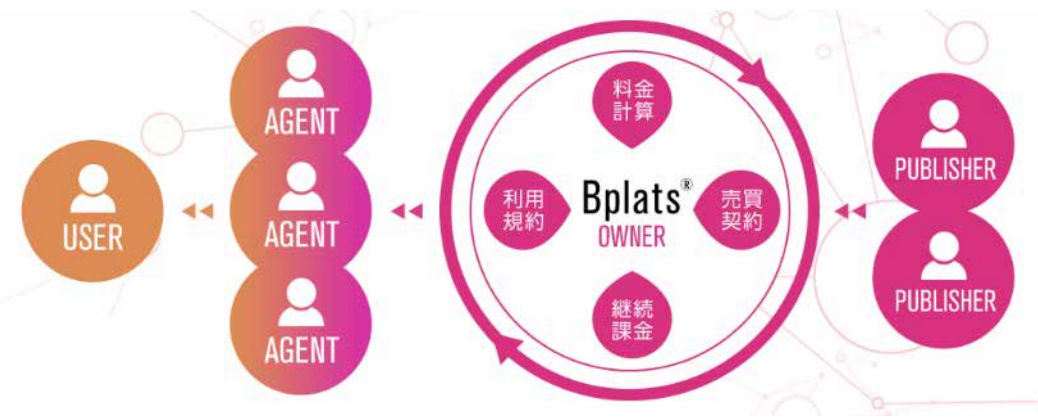 USER
AGENT
AGENT
AGENT
料金
計算
利用
規約
Bplats®
OWNER
売買
契約
継続
課金
PUBLISHER
PUBLISHER